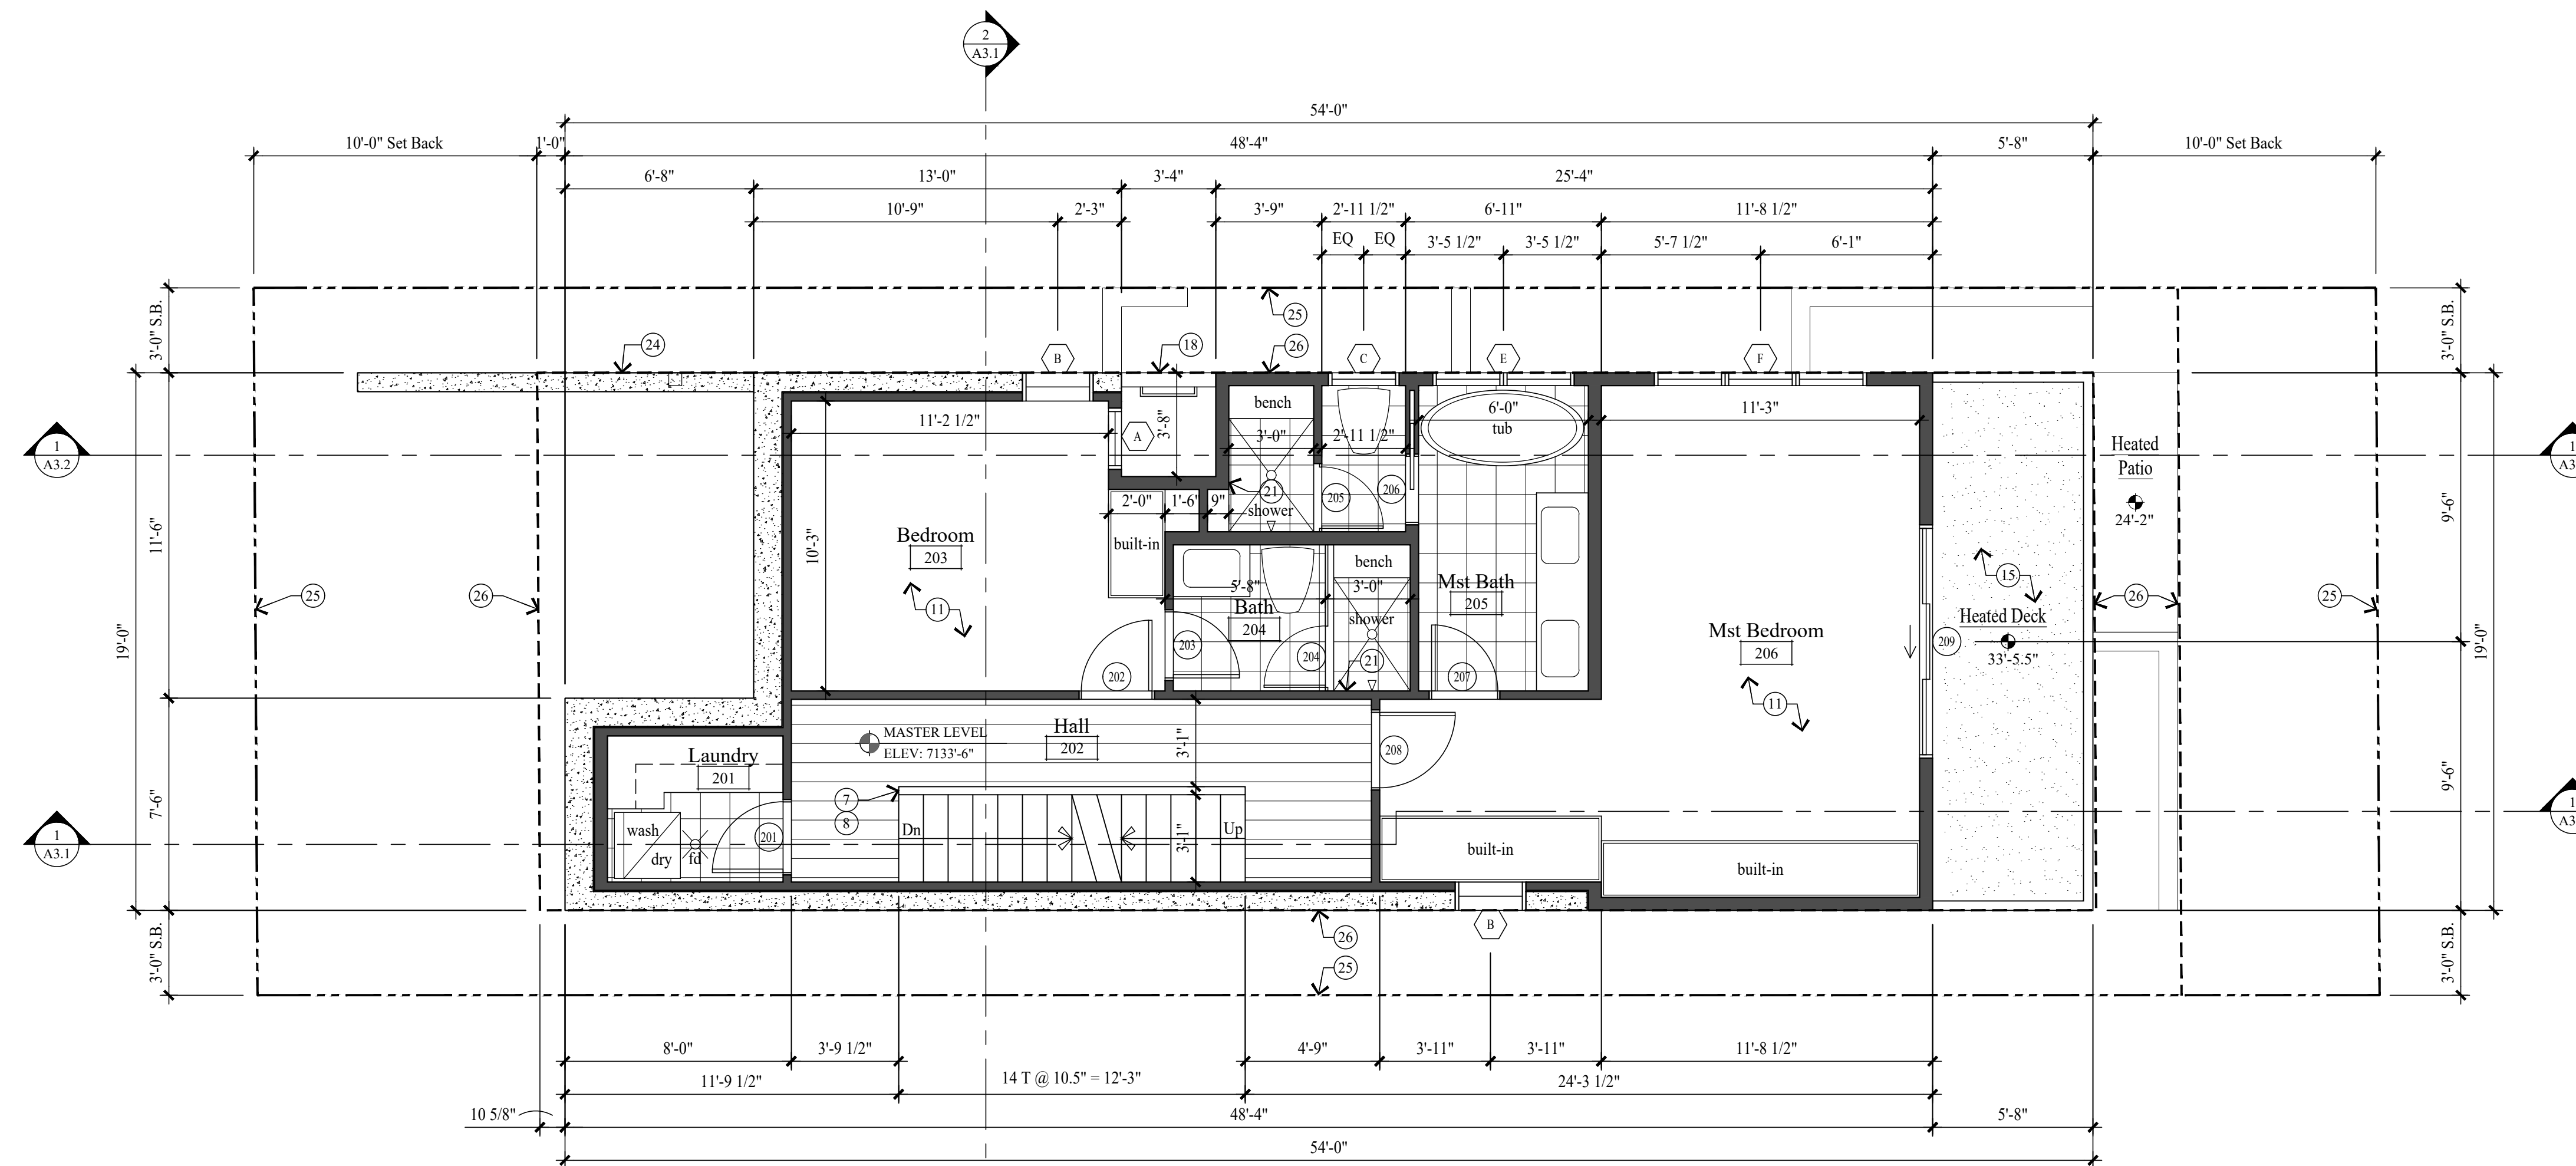 2
A3.1
54'-0"
10'-0" Set Back
1'-0"
48'-4"
5'-8"
10'-0" Set Back
6'-8"
13'-0"
3'-4"
25'-4"
10'-9"
2'-3"
3'-9"
2'-11 1/2"
6'-11"
11'-8 1/2"
EQ
EQ
3'-5 1/2"
3'-5 1/2"
5'-7 1/2"
6'-1"
3'-0" S.B.
25
3'-0" S.B.
24
B
18
26
C
E
F
bench
6'-0"
tub
11'-3"
11'-2 1/2"
A
3'-8"
3'-0"
2'-11 1/2"
1
A3.2
Heated
Patio
24'-2"
1
A3
2'-0"
1'-6"
9"
21
shower
205
206
11'-6"
10'-3"
Bedroom
203
built-in
9'-6"
bench
5'-8"
3'-0"
Mst Bath
205
15
25
26
11
Bath
204
shower
26
25
19'-0"
203
204
21
Mst Bedroom
206
209
Heated Deck
33'-5.5"
19'-0"
202
207
11
Laundry
201
MASTER LEVEL
ELEV: 7133'-6"
Hall
202
3'-1"
208
7'-6"
7
8
9'-6"
wash
dry
fd
201
Dn
Up
3'-1"
built-in
built-in
1
A3.1
1
A3
3'-0" S.B.
26
B
3'-0" S.B.
25
8'-0"
3'-9 1/2"
4'-9"
3'-11"
3'-11"
11'-8 1/2"
11'-9 1/2"
14 T @ 10.5" = 12'-3"
24'-3 1/2"
10 5/8"
48'-4"
5'-8"
54'-0"